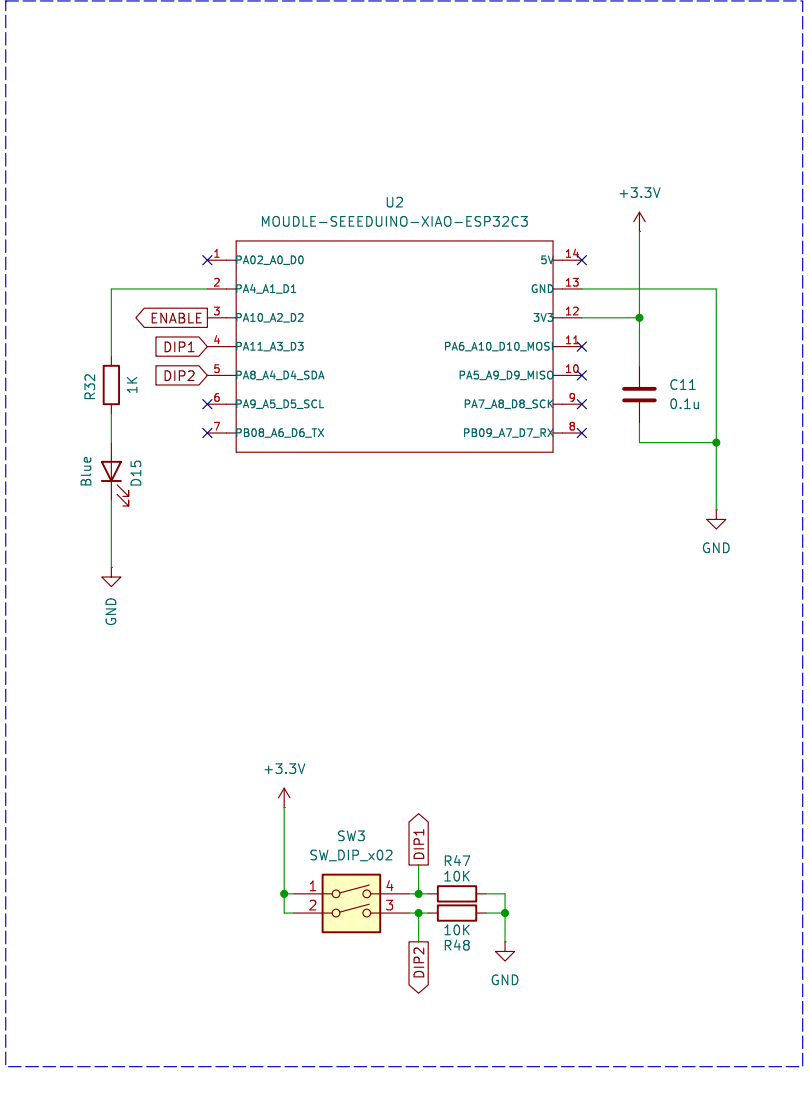 U2
MOUDLE-SEEEDUINO-XIAO-ESP32C3
+3.3V
1 PA02_A0_D0 5V 14
2 PA4_A1_D1 GND 13
ENABLE 3 PA10_A2_D2 3V3 12
DIP1 4 PA11_A3_D3 PA6_A10_D10_MOSI 11
DIP2 5 PA8_A4_D4_SDA PA5_A9_D9_MISO 10
6 PA9_A5_D5_SCL PA7_A8_D8_SCK 9
7 PB08_A6_D6_TX PB09_A7_D7_RX 8
R32 1K
C11
0.1u
Blue D15
GND
GND
+3.3V
SW3
SW_DIP_x02
DIP1
R47
10K
1 4
2 3
10K
R48
DIP2
GND